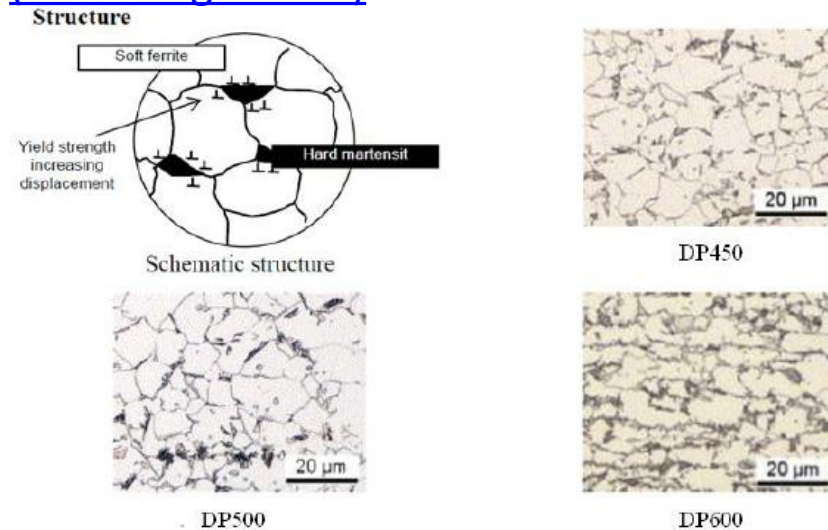 Structure
Soft ferrite
Yield strength
increasing
displacement
Hard martensit
Schematic structure
20 µm
DP450
20 µm
DP500
20 µm
DP600